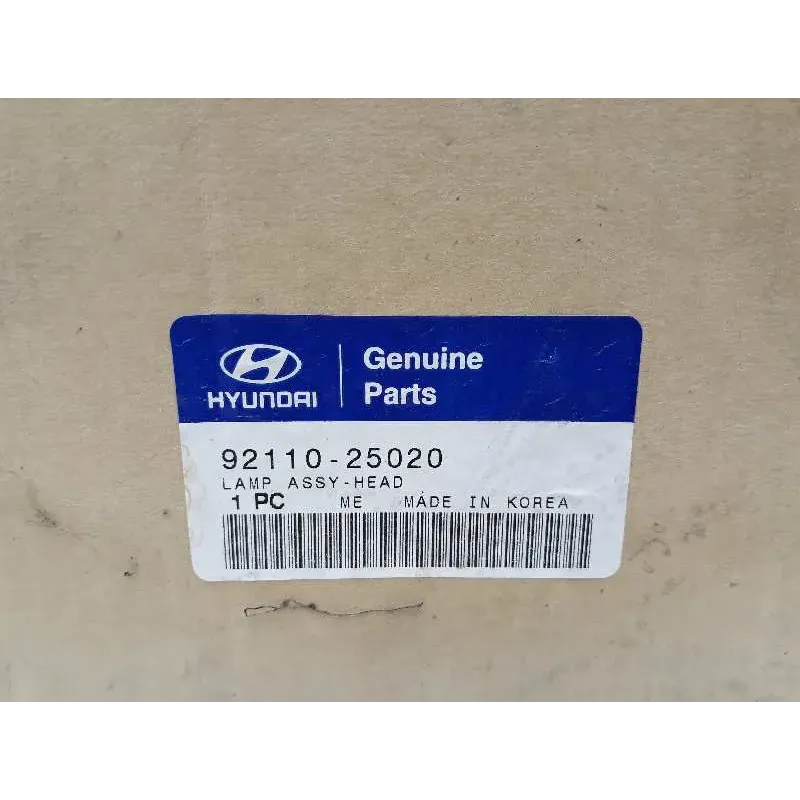 HYUNDAI
Genuine
Parts
92110-25020
LAMP ASSY-HEAD
1 PC ME MADE IN KOREA